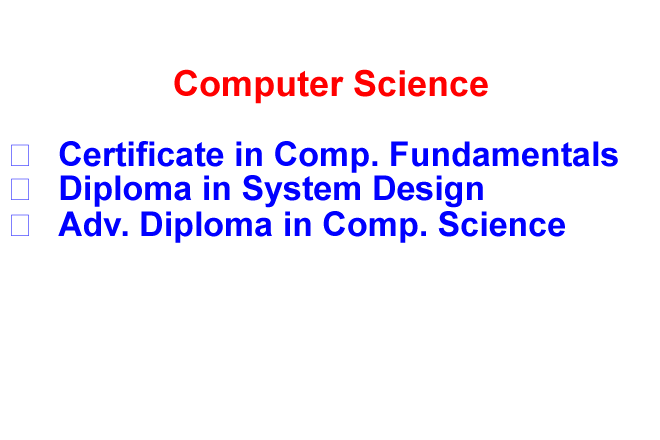 Computer Science
Certificate in Comp. Fundamentals
Diploma in System Design
Adv. Diploma in Comp. Science